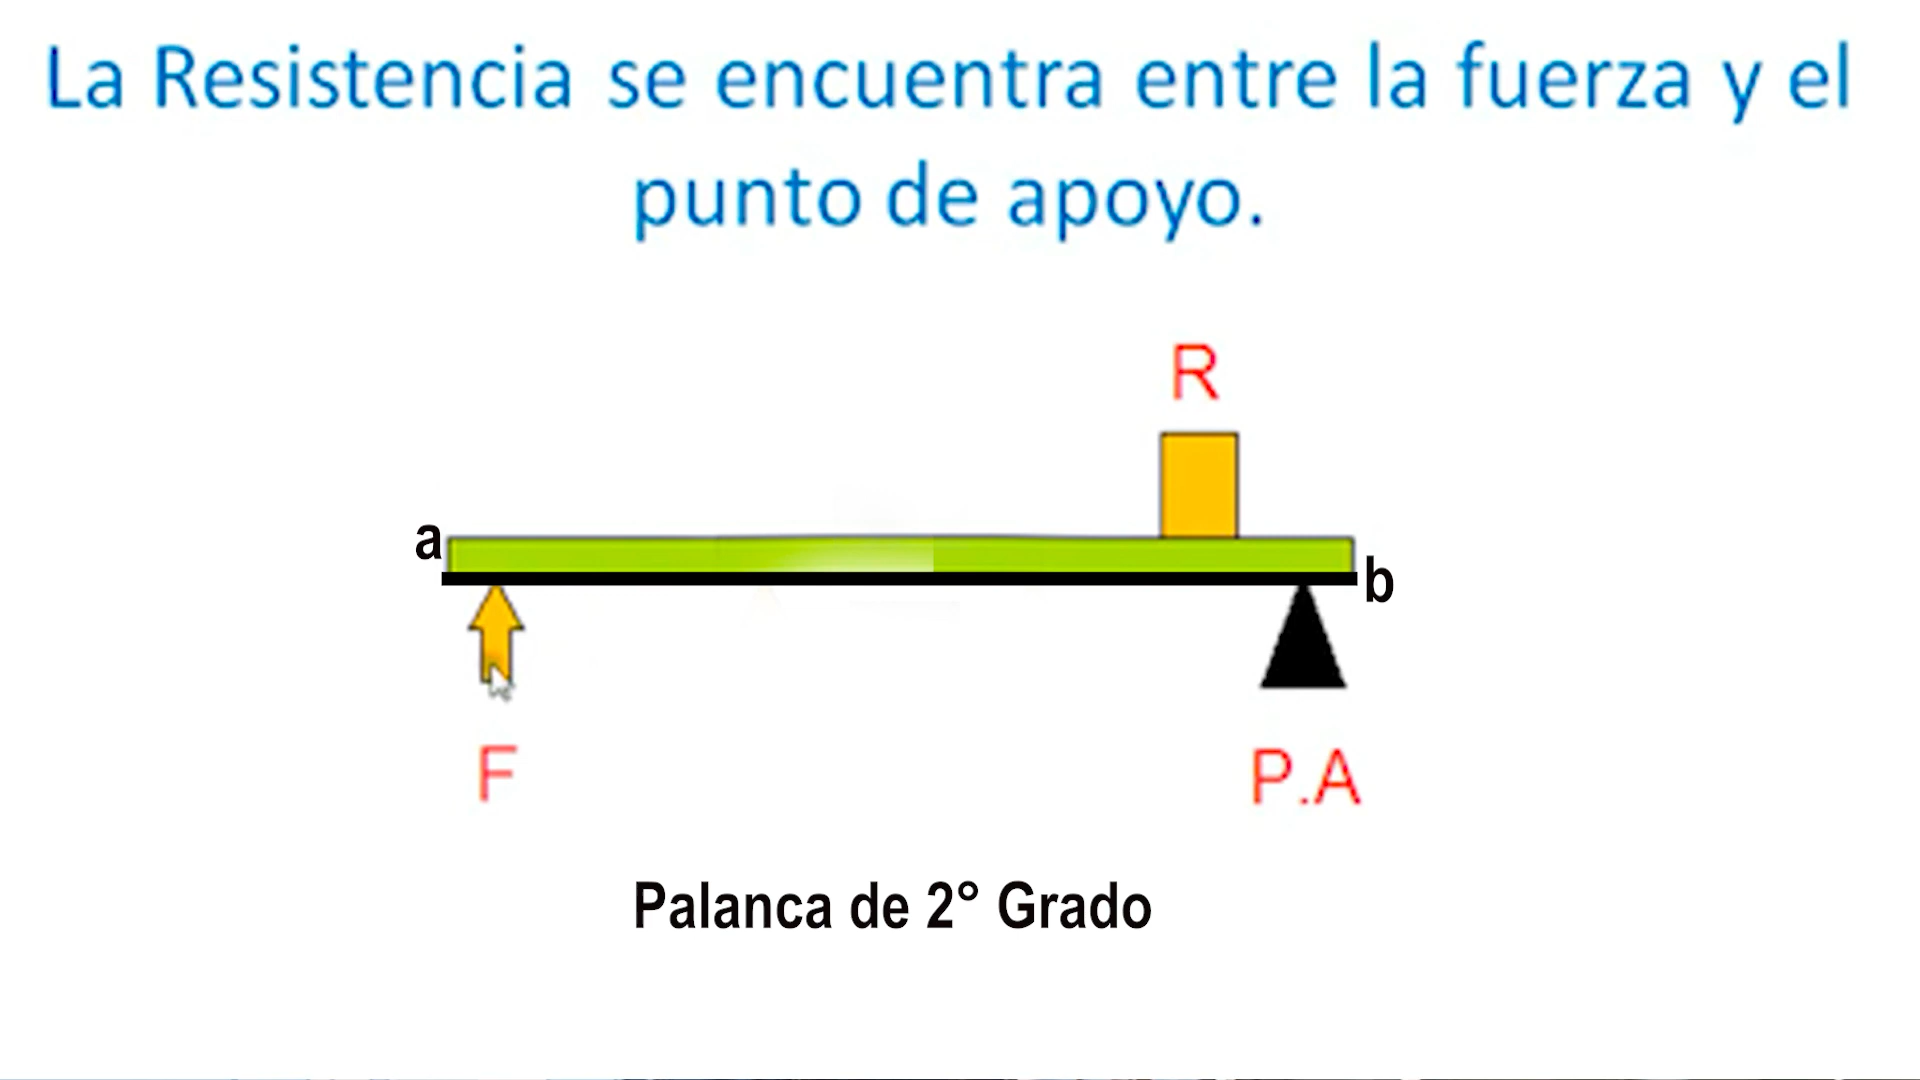 La Resistencia se encuentra entre la fuerza y el
punto de apoyo.
R
a
b
F
P.A
Palanca de 2° Grado